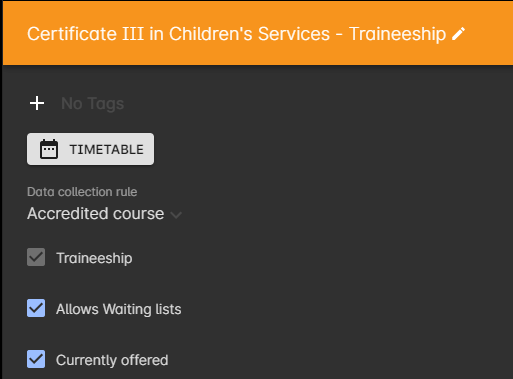 Certificate III in Children's Services - Traineeship
No Tags
TIMETABLE
Data collection rule
Accredited course
Traineeship
Allows Waiting lists
Currently offered